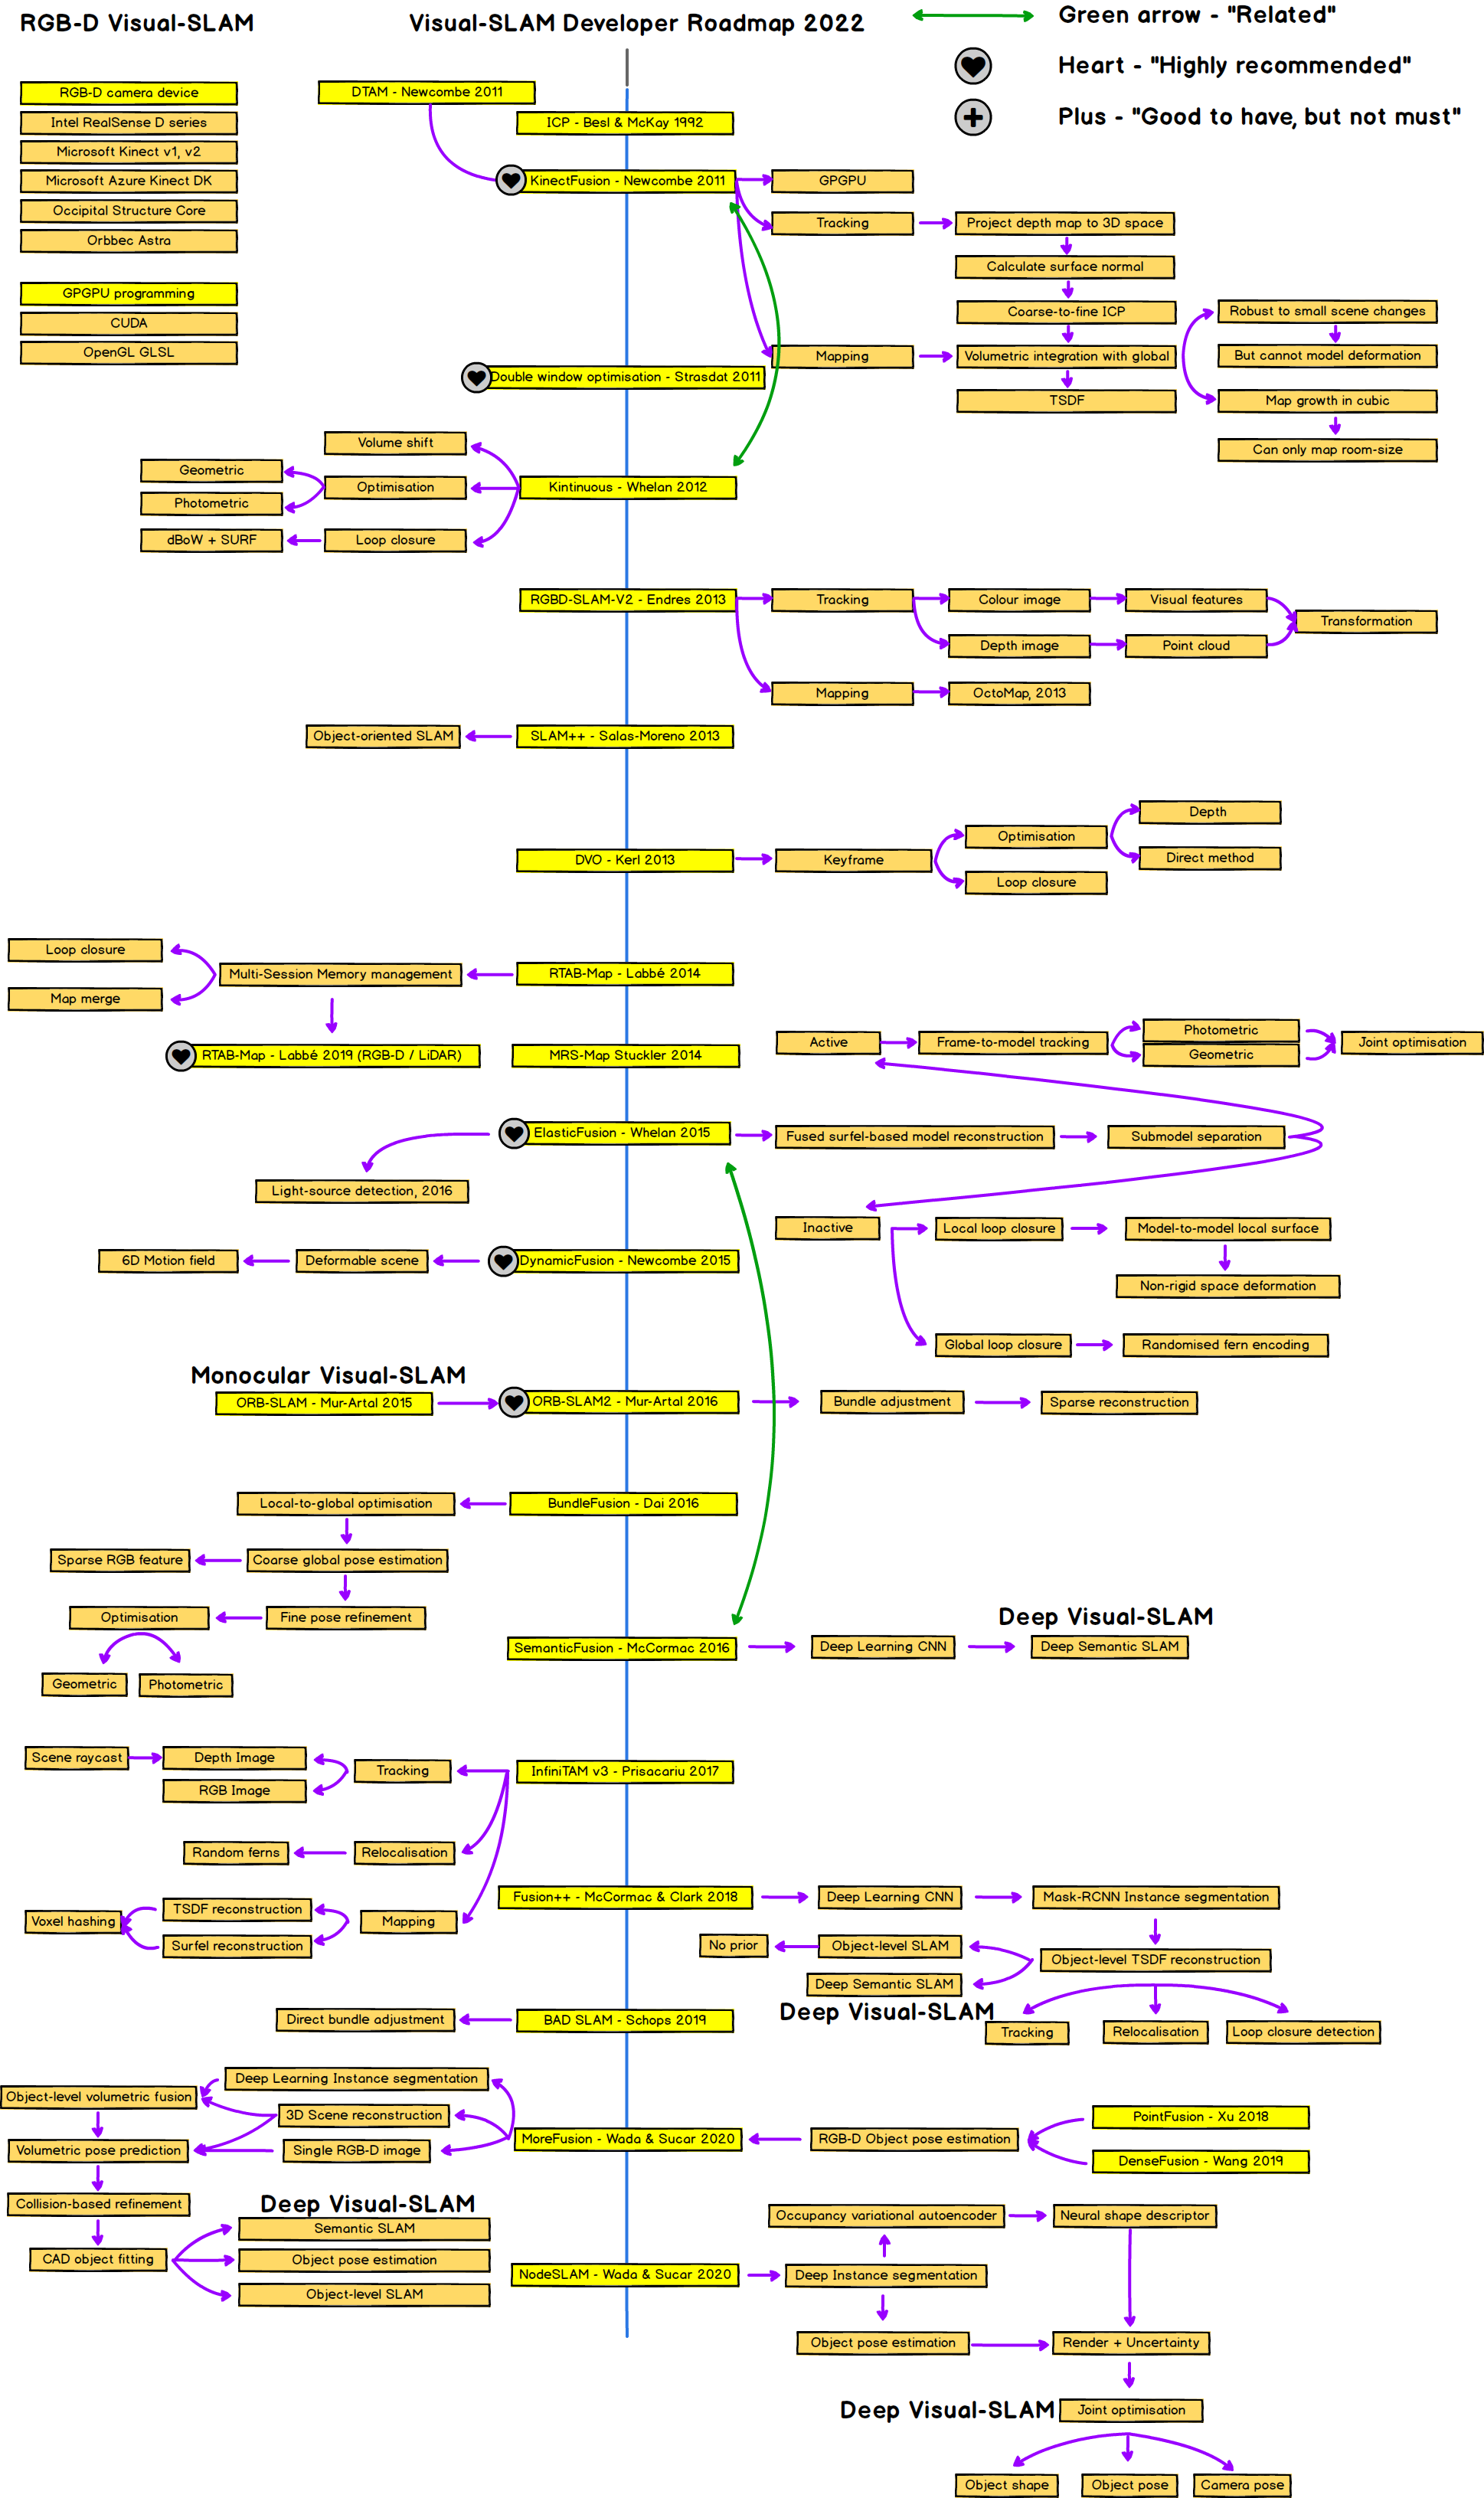 RGB-D Visual-SLAM
Visual-SLAM Developer Roadmap 2022
Green arrow - "Related"
Heart - "Highly recommended"
Plus - "Good to have, but not must"
RGB-D camera device
Intel RealSense D series
Microsoft Kinect v1, v2
Microsoft Azure Kinect DK
Occipital Structure Core
Orbbec Astra
GPGPU programming
CUDA
OpenGL GLSL
DTAM - Newcombe 2011
ICP - Besl & McKay 1992
KinectFusion - Newcombe 2011
GPGPU
Tracking
Project depth map to 3D space
Calculate surface normal
Coarse-to-fine ICP
Mapping
Volumetric integration with global
TSDF
Robust to small scene changes
But cannot model deformation
Map growth in cubic
Can only map room-size
Double window optimisation - Strasdat 2011
Kintinuous - Whelan 2012
Volume shift
Optimisation
Geometric
Photometric
Loop closure
dBoW + SURF
RGBD-SLAM-V2 - Endres 2013
Tracking
Colour image
Visual features
Transformation
Depth image
Point cloud
Mapping
OctoMap, 2013
SLAM++ - Salas-Moreno 2013
Object-oriented SLAM
DVO - Kerl 2013
Keyframe
Optimisation
Depth
Direct method
Loop closure
RTAB-Map - Labbé 2014
Multi-Session Memory management
Loop closure
Map merge
RTAB-Map - Labbé 2019 (RGB-D / LiDAR)
MRS-Map Stuckler 2014
Active
Frame-to-model tracking
Photometric
Geometric
Joint optimisation
ElasticFusion - Whelan 2015
Fused surfel-based model reconstruction
Submodel separation
Light-source detection, 2016
Inactive
Local loop closure
Model-to-model local surface
Non-rigid space deformation
Global loop closure
Randomised fern encoding
DynamicFusion - Newcombe 2015
Deformable scene
6D Motion field
Monocular Visual-SLAM
ORB-SLAM - Mur-Artal 2015
ORB-SLAM2 - Mur-Artal 2016
Bundle adjustment
Sparse reconstruction
BundleFusion - Dai 2016
Local-to-global optimisation
Coarse global pose estimation
Sparse RGB feature
Fine pose refinement
Optimisation
Geometric
Photometric
Deep Visual-SLAM
SemanticFusion - McCormac 2016
Deep Learning CNN
Deep Semantic SLAM
InfiniTAM v3 - Prisacariu 2017
Tracking
Depth Image
Scene raycast
RGB Image
Relocalisation
Random ferns
Mapping
TSDF reconstruction
Surfel reconstruction
Voxel hashing
Fusion++ - McCormac & Clark 2018
Deep Learning CNN
Mask-RCNN Instance segmentation
Object-level TSDF reconstruction
Object-level SLAM
No prior
Deep Semantic SLAM
Deep Visual-SLAM
Tracking
Relocalisation
Loop closure detection
BAD SLAM - Schops 2019
Direct bundle adjustment
Deep Learning Instance segmentation
Object-level volumetric fusion
3D Scene reconstruction
Volumetric pose prediction
Single RGB-D image
MoreFusion - Wada & Sucar 2020
RGB-D Object pose estimation
PointFusion - Xu 2018
DenseFusion - Wang 2019
Collision-based refinement
CAD object fitting
Deep Visual-SLAM
Semantic SLAM
Object pose estimation
Object-level SLAM
NodeSLAM - Wada & Sucar 2020
Deep Instance segmentation
Occupancy variational autoencoder
Neural shape descriptor
Object pose estimation
Render + Uncertainty
Deep Visual-SLAM
Joint optimisation
Object shape
Object pose
Camera pose